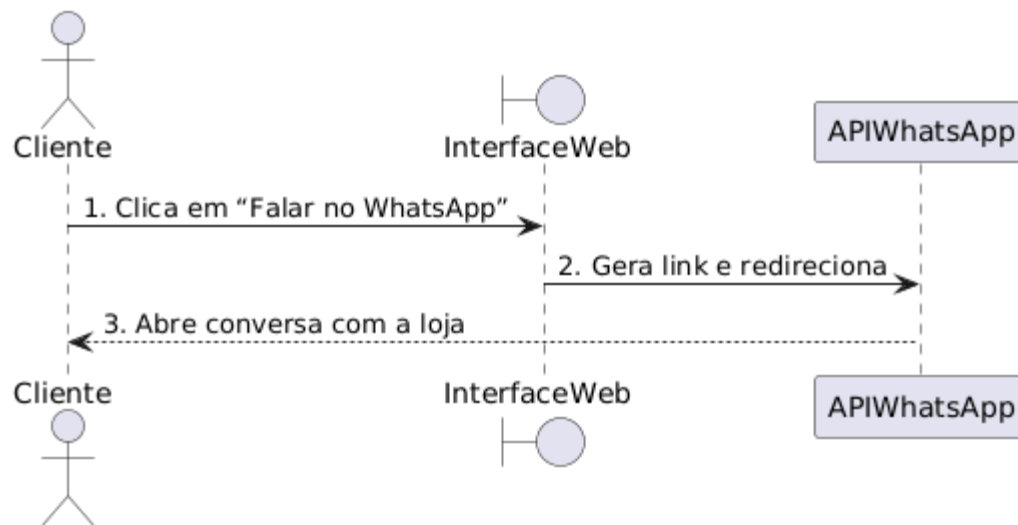 Cliente
InterfaceWeb
APIWhatsApp
1. Clica em “Falar no WhatsApp”
2. Gera link e redireciona
3. Abre conversa com a loja
Cliente
InterfaceWeb
APIWhatsApp